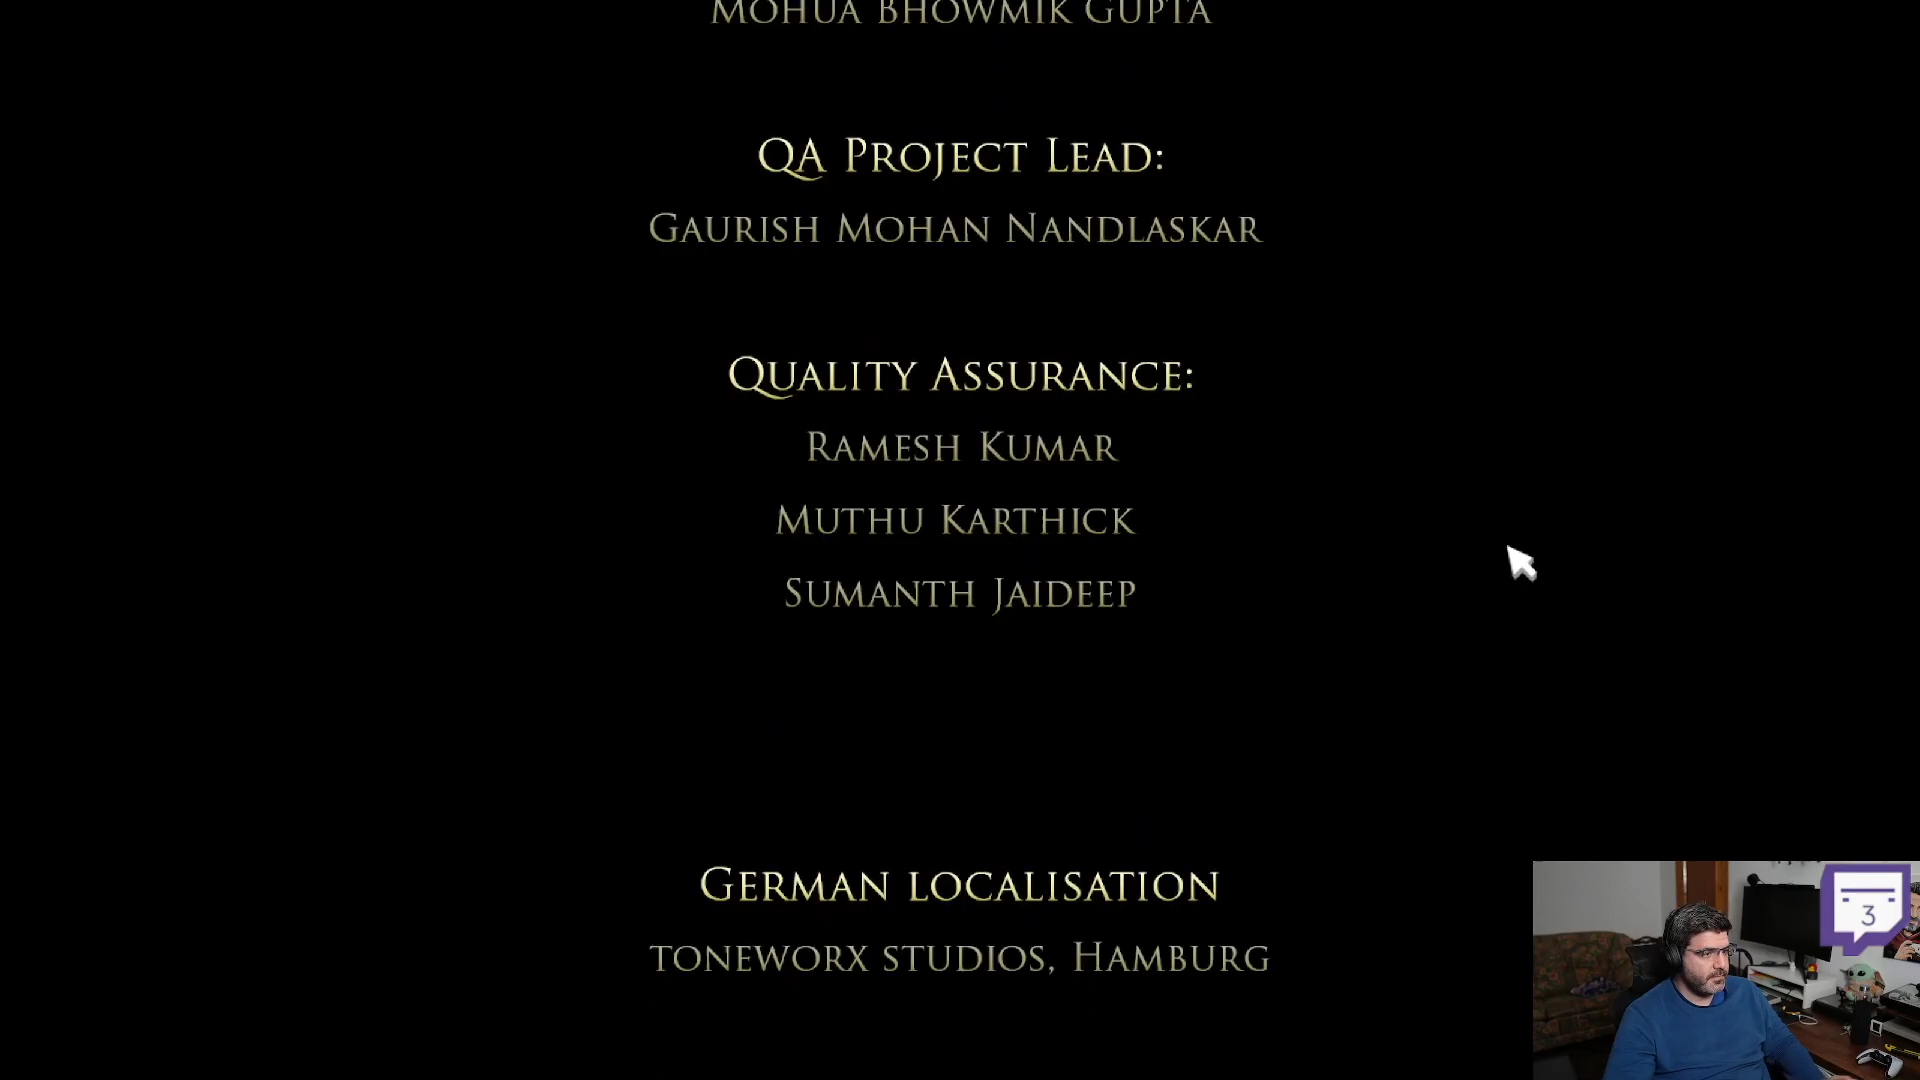 Mohua Bhowmik Gupta
QA Project Lead:
Gaurish Mohan Nandlaskar
Quality Assurance:
Ramesh Kumar
Muthu Karthick
Sumanth Jaideep
German localisation
toneworx studios, Hamburg
3